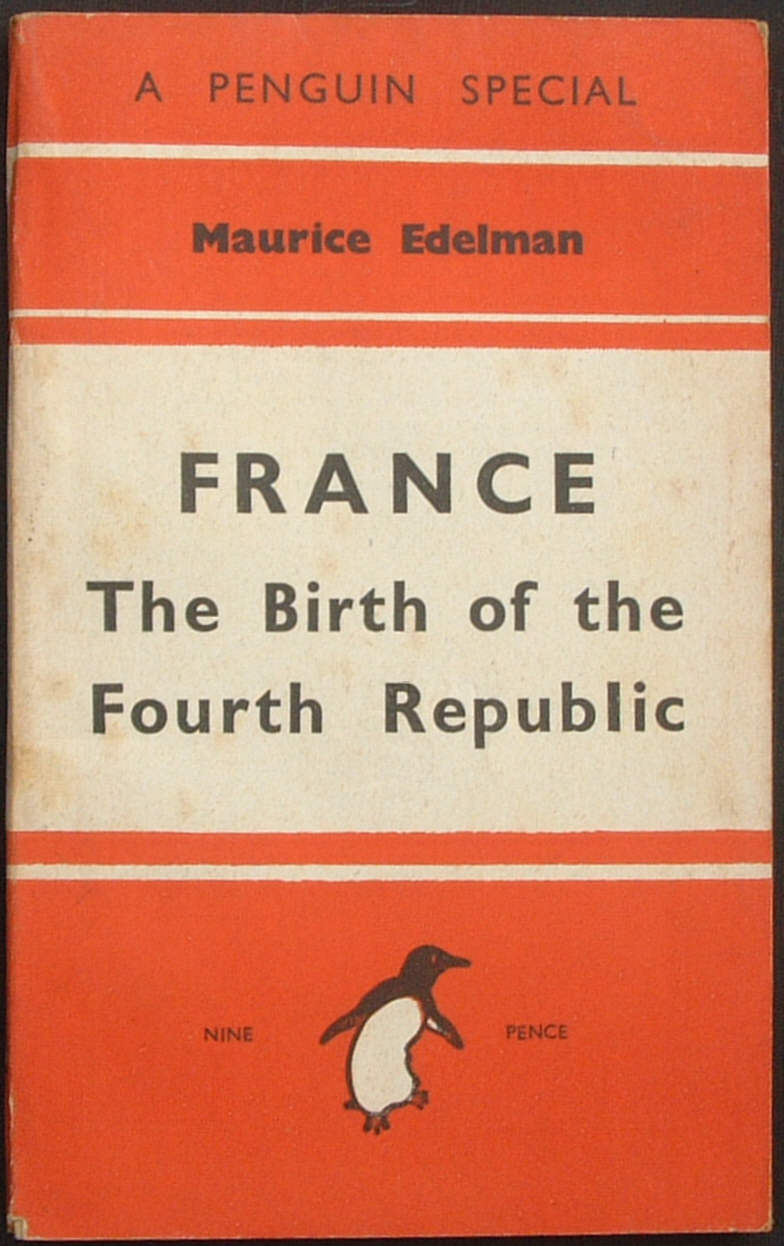 A PENGUIN SPECIAL
Maurice Edelman
FRANCE
The Birth of the
Fourth Republic
NINE PENCE